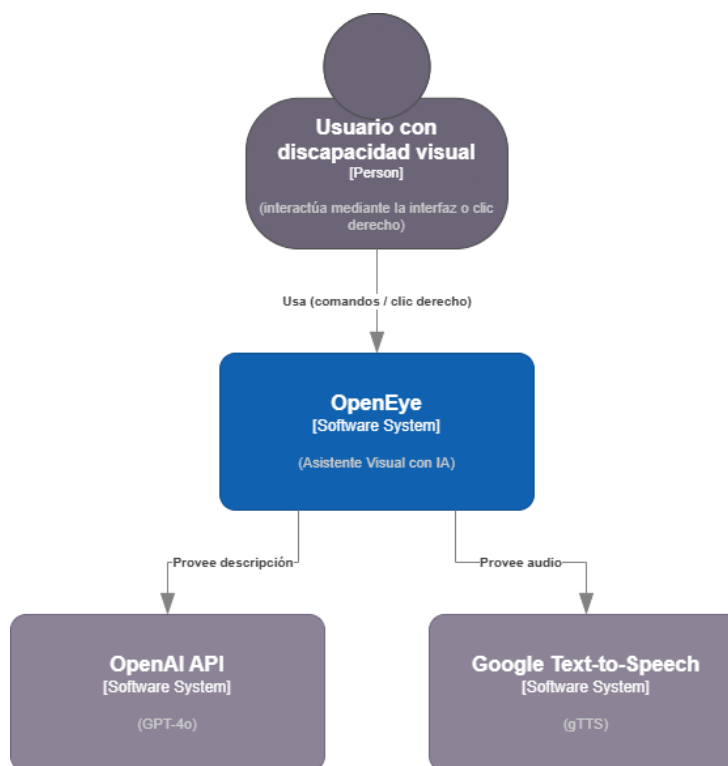 Usuario con
discapacidad visual
[Person]
(interactúa mediante la interfaz o clic
derecho)
Usa (comandos / clic derecho)
OpenEye
[Software System]
(Asistente Visual con IA)
Provee descripción
Provee audio
OpenAI API
[Software System]
(GPT-4o)
Google Text-to-Speech
[Software System]
(gTTS)